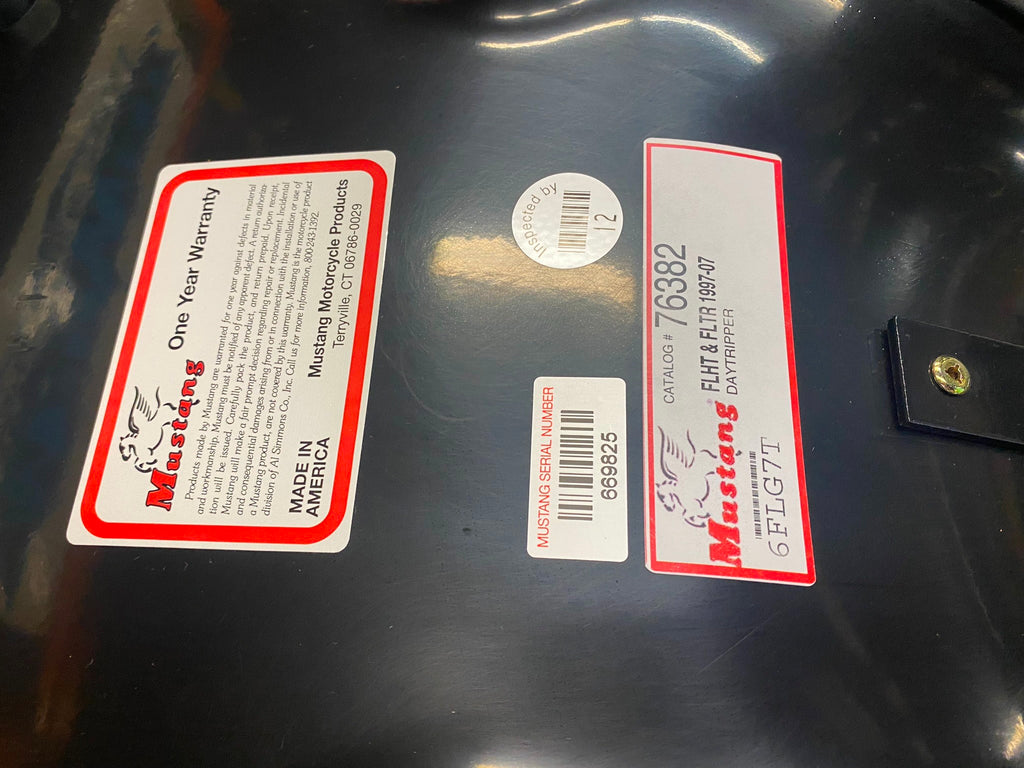 Mustang One Year Warranty
Products made by Mustang are warranted for one year against defects in material
and workmanship. Mustang must be notified of any apparent defect. A return authoriza-
tion will be issued. Carefully pack the product, and return prepaid. Upon receipt,
Mustang will make a fair prompt decision regarding repair or replacement. Incidental
and consequential damages arising from or in connection with the installation or use of
a Mustang product, are not covered by this warranty. Mustang is the motorcycle product
division of Al Simmons Co., Inc. Call us for more information, 800-243-1392.
MADE IN
AMERICA
Mustang Motorcycle Products
Terryville, CT 06786-0029
Inspected by
12
MUSTANG SERIAL NUMBER
669825
CATALOG # 76382
Mustang® FLHT & FLTR 1997-07
DAYTRIPPER
6FLG7T